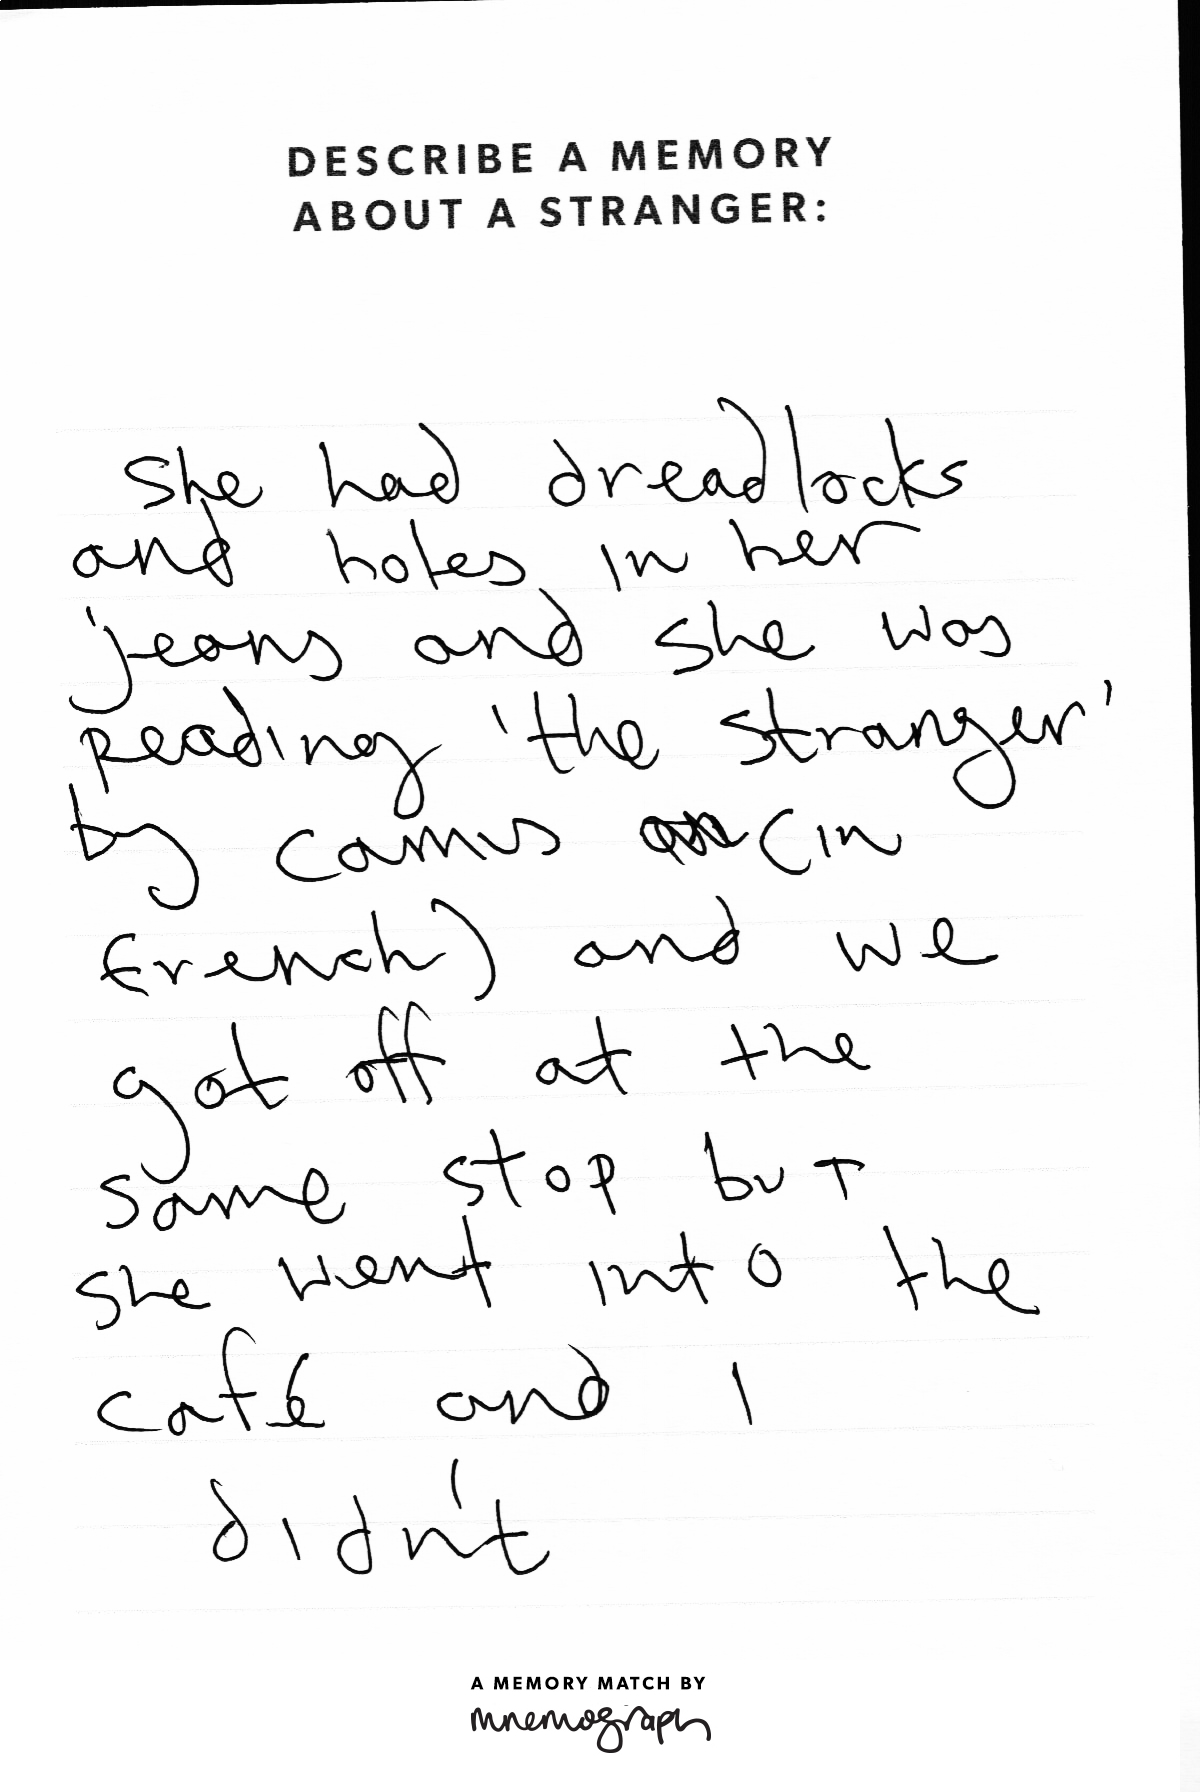 DESCRIBE A MEMORY
ABOUT A STRANGER:
She had dreadlocks
and holes in her
jeans and she was
reading 'the stranger'
by camus (in
french) and we
got off at the
same stop but
she went into the
café and I
didn't
A MEMORY MATCH BY
mnemograph